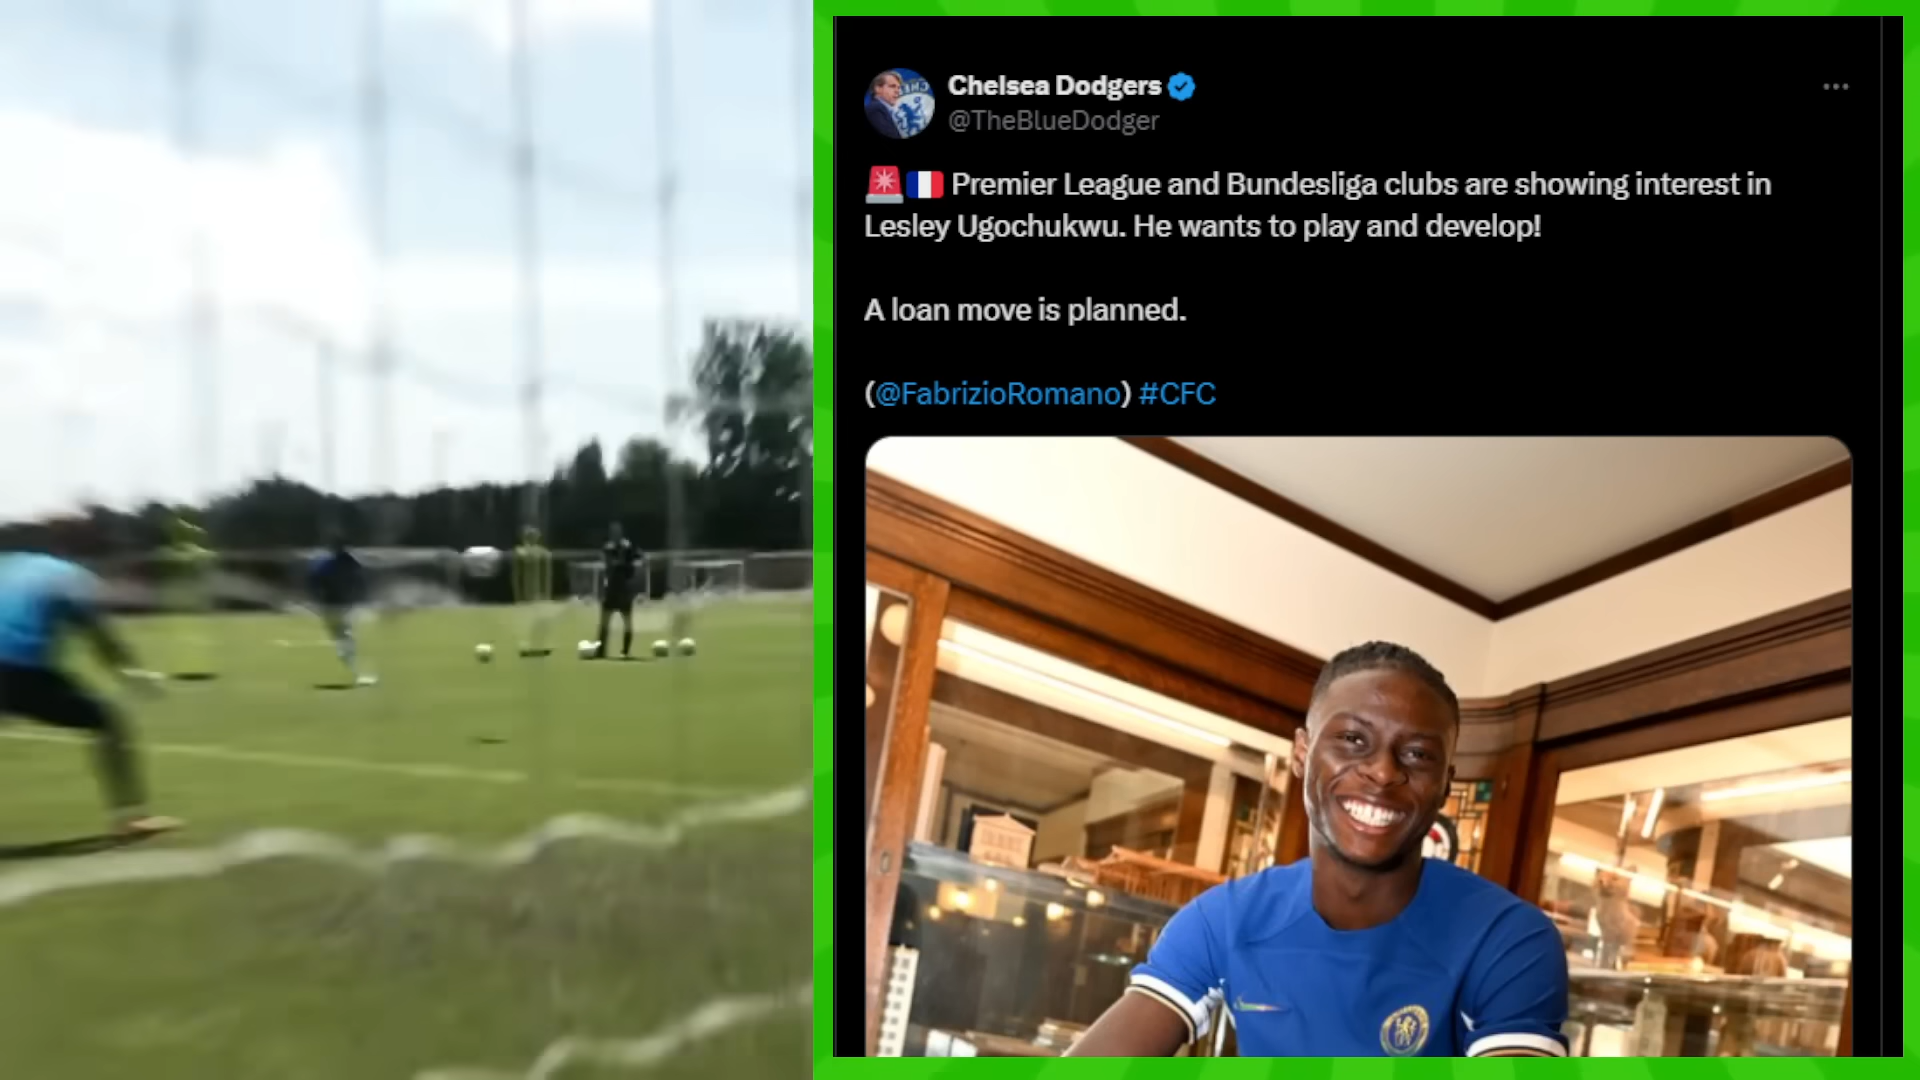 Chelsea Dodgers
@TheBlueDodger
🚨🇫🇷 Premier League and Bundesliga clubs are showing interest in
Lesley Ugochukwu. He wants to play and develop!
A loan move is planned.
(@FabrizioRomano) #CFC